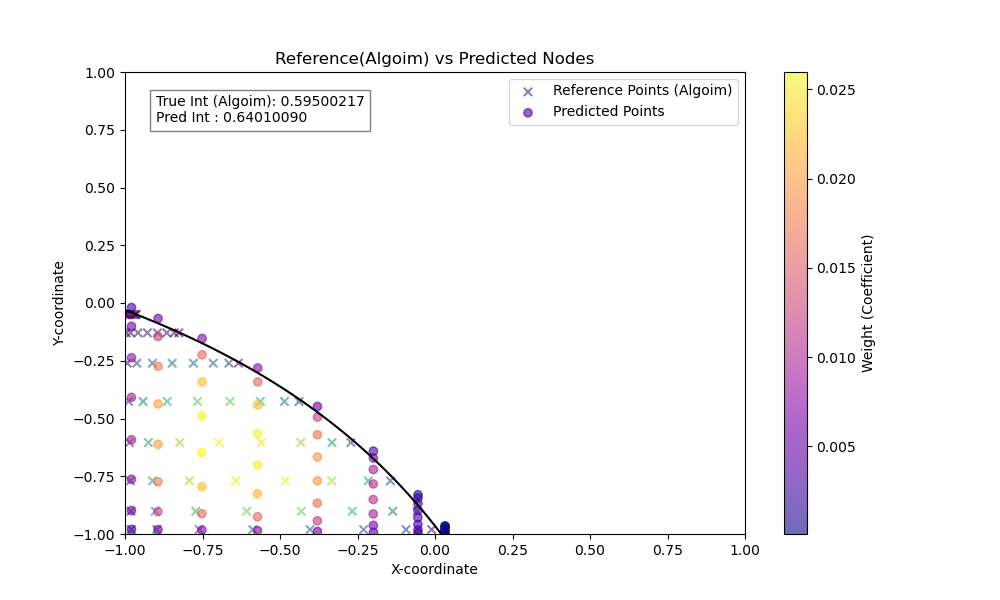 Reference(Algoim) vs Predicted Nodes
True Int (Algoim): 0.59500217
Pred Int : 0.64010090
Reference Points (Algoim)
Predicted Points
1.00
0.75
0.50
0.25
0.00
−0.25
−0.50
−0.75
−1.00
Y-coordinate
−1.00
−0.75
−0.50
−0.25
0.00
0.25
0.50
0.75
1.00
X-coordinate
0.025
0.020
0.015
0.010
0.005
Weight (Coefficient)